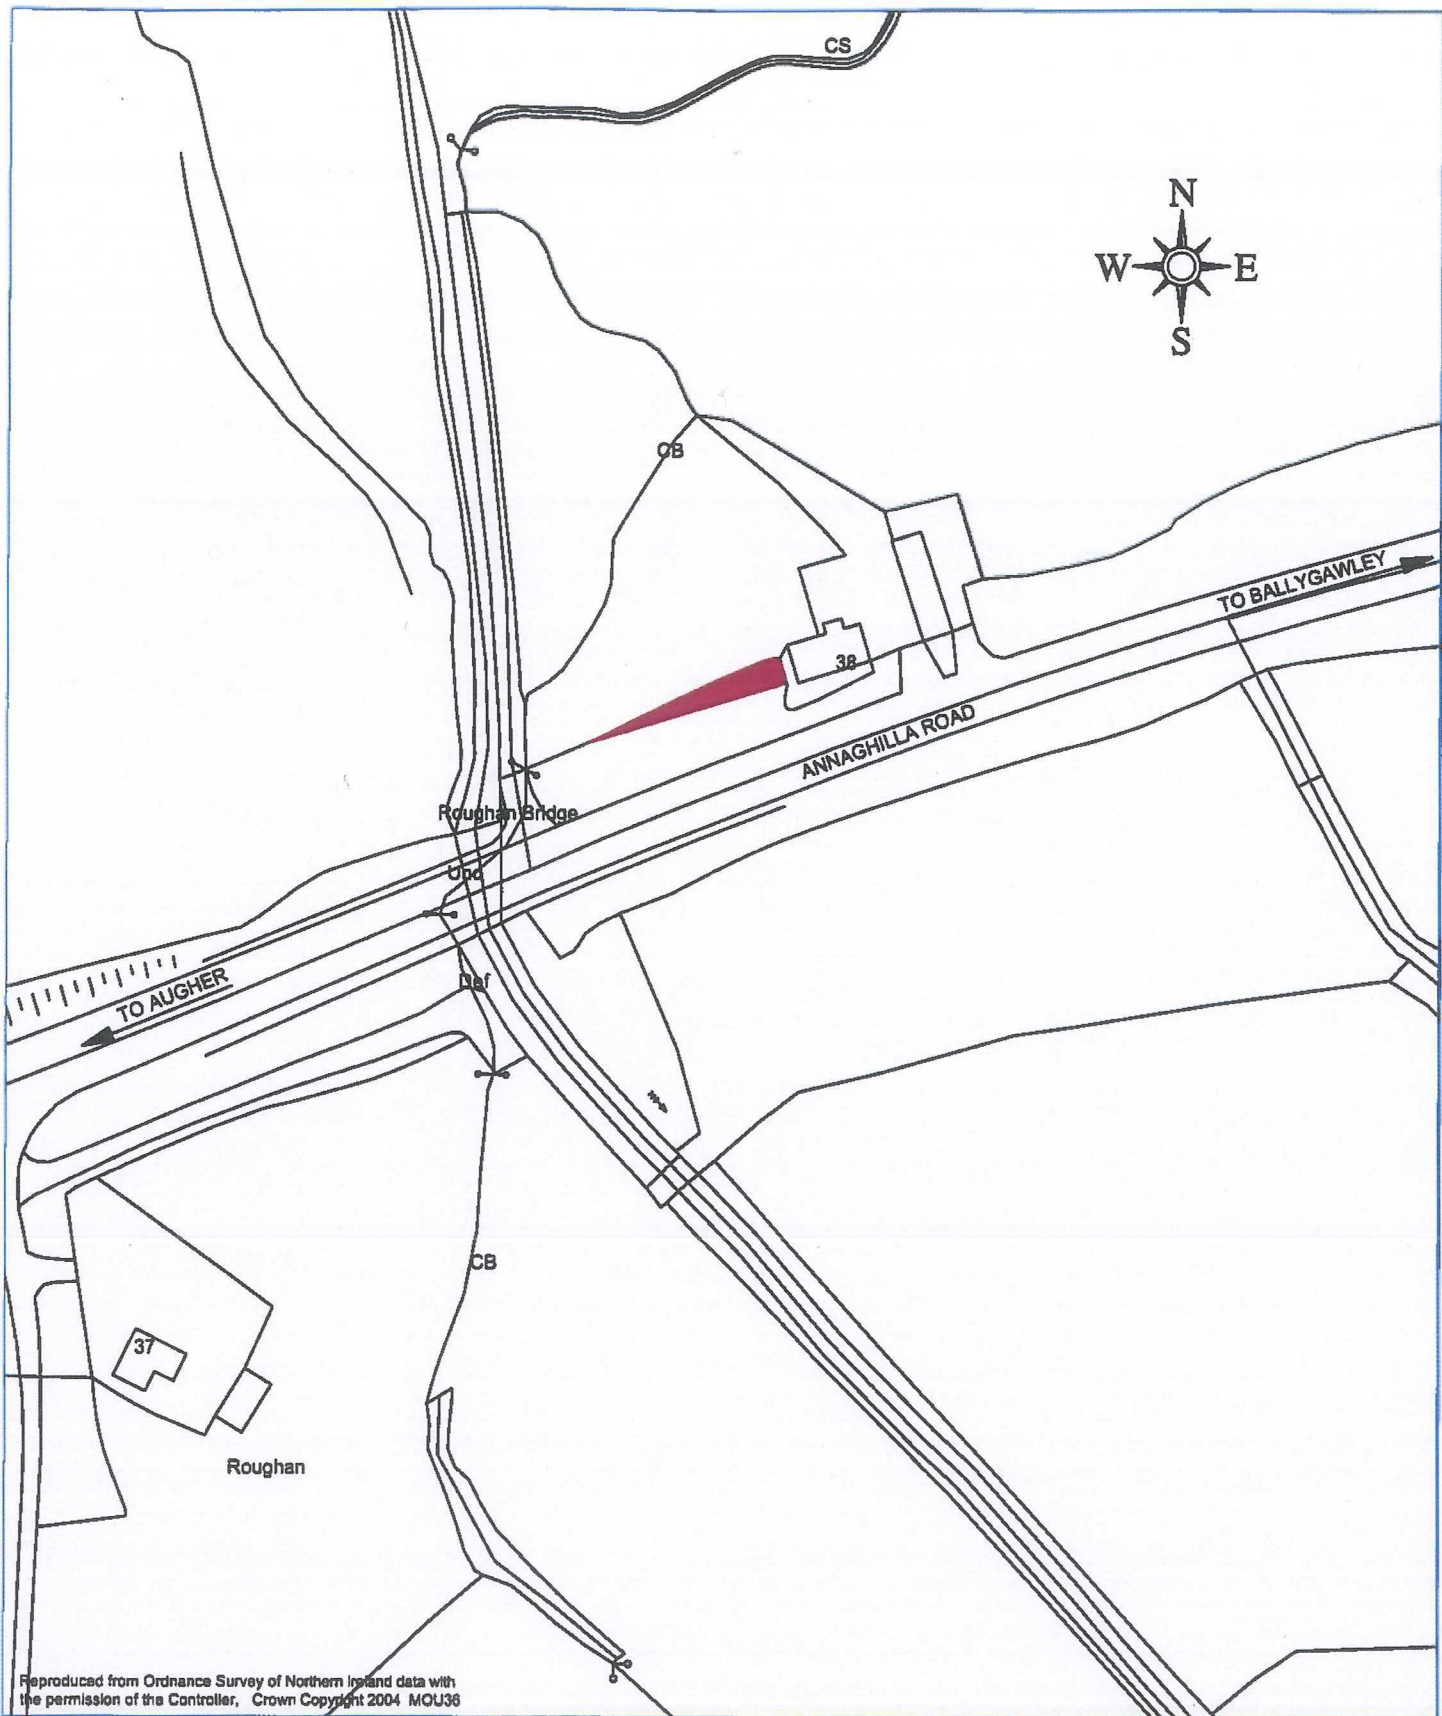 CS
N
W E
S
CB
TO BALLYGAWLEY
38
ANNAGHILLA ROAD
Roughan Bridge
Und
TO AUGHER
Def
CB
37
Roughan
Reproduced from Ordnance Survey of Northern Ireland data with
the permission of the Controller, Crown Copyright 2004 MOU36